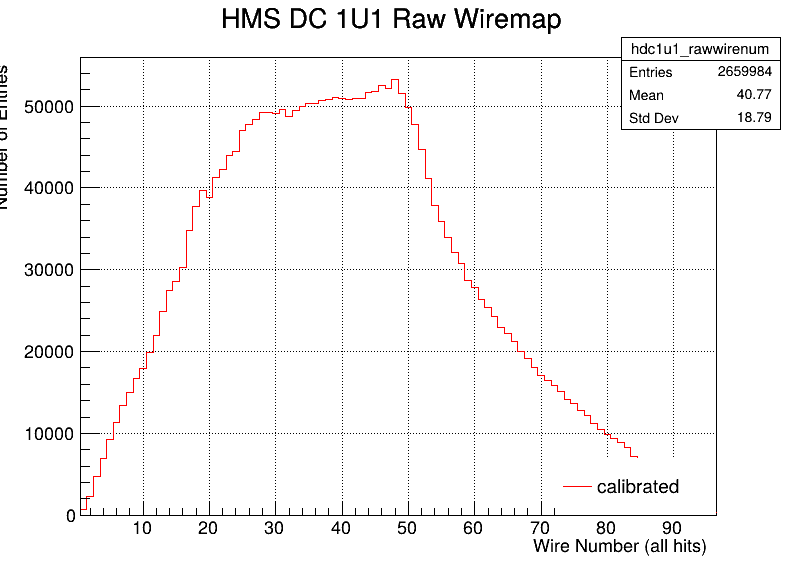 HMS DC 1U1 Raw Wiremap
hdc1u1_rawwirenum
Entries 2659984
Mean 40.77
Std Dev 18.79
Number of Entries
50000
40000
30000
20000
10000
0
calibrated
10 20 30 40 50 60 70 80 90
Wire Number (all hits)